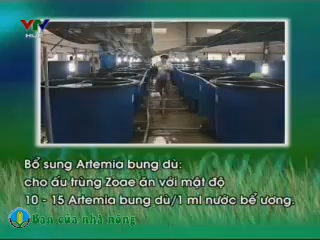 VTV
HUẾ
Bổ sung Artemia bung dù:
cho ấu trùng Zoae ăn với mật độ
10 - 15 Artemia bung dù/1 ml nước bể ương.
Bạn của nhà nông